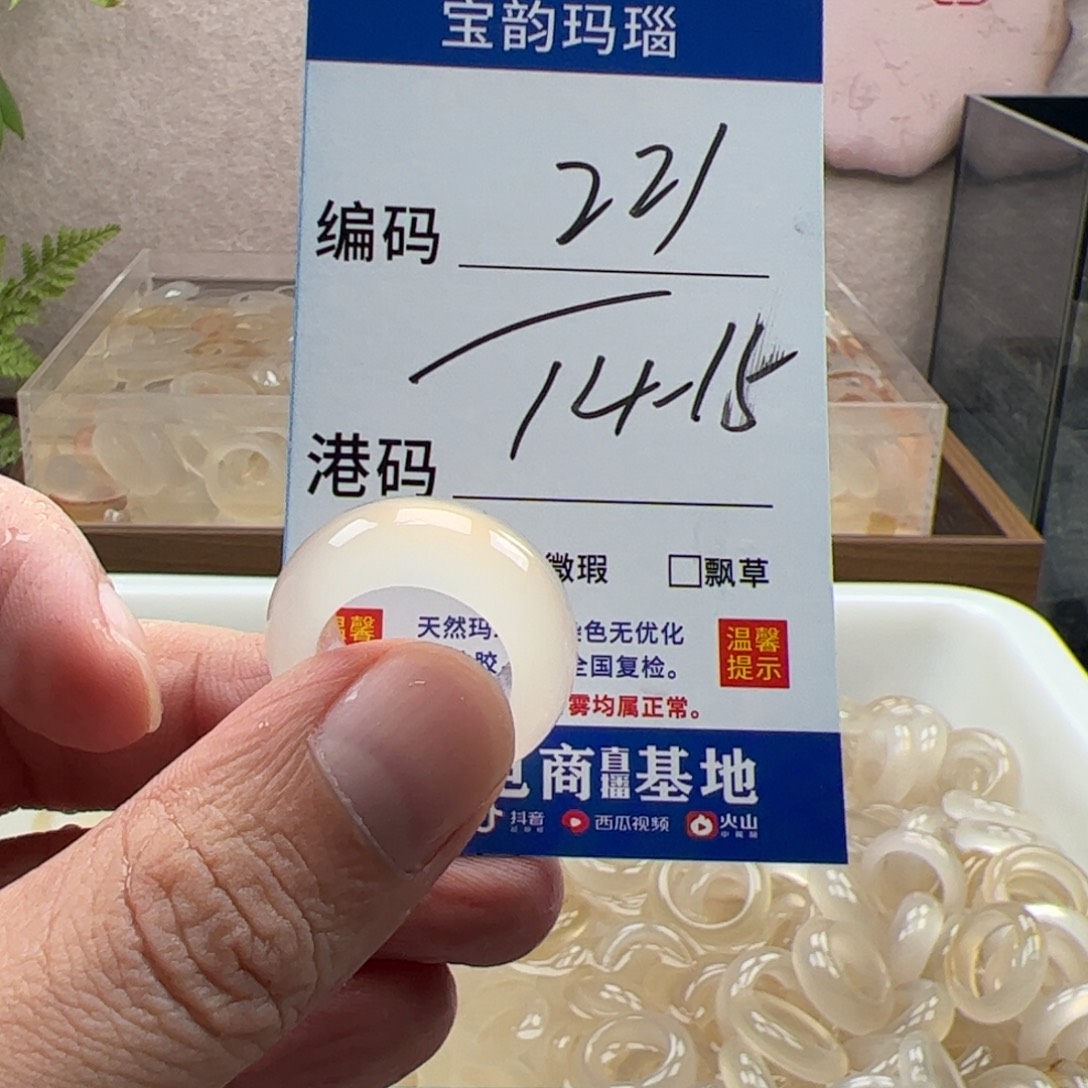 宝韵玛瑙
编码 221
14-15
港码
微瑕 □飘草
温馨 天然玛 色无优化 温馨
胶 全国复检。 提示
雾均属正常。
电商直播基地
抖音 西瓜视频 火山